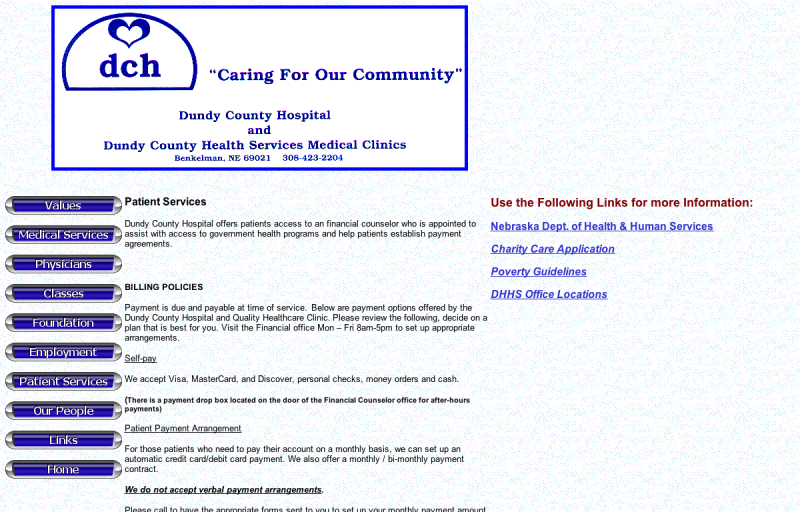 dch
"Caring For Our Community"
Dundy County Hospital
and
Dundy County Health Services Medical Clinics
Benkelman, NE 69021 308-423-2204
Values
Medical Services
Physicians
Classes
Foundation
Employment
Patient Services
Our People
Links
Home
Patient Services
Dundy County Hospital offers patients access to an financial counselor who is appointed to
assist with access to government health programs and help patients establish payment
agreements.
BILLING POLICIES
Payment is due and payable at time of service. Below are payment options offered by the
Dundy County Hospital and Quality Healthcare Clinic. Please review the following, decide on a
plan that is best for you. Visit the Financial office Mon – Fri 8am-5pm to set up appropriate
arrangements.
Self-pay
We accept Visa, MasterCard, and Discover, personal checks, money orders and cash.
(There is a payment drop box located on the door of the Financial Counselor office for after-hours
payments)
Patient Payment Arrangement
For those patients who need to pay their account on a monthly basis, we can set up an
automatic credit card/debit card payment. We also offer a monthly / bi-monthly payment
contract.
We do not accept verbal payment arrangements.
Please call to have the appropriate forms sent to you to set up your monthly payment amount
Use the Following Links for more Information:
Nebraska Dept. of Health & Human Services
Charity Care Application
Poverty Guidelines
DHHS Office Locations